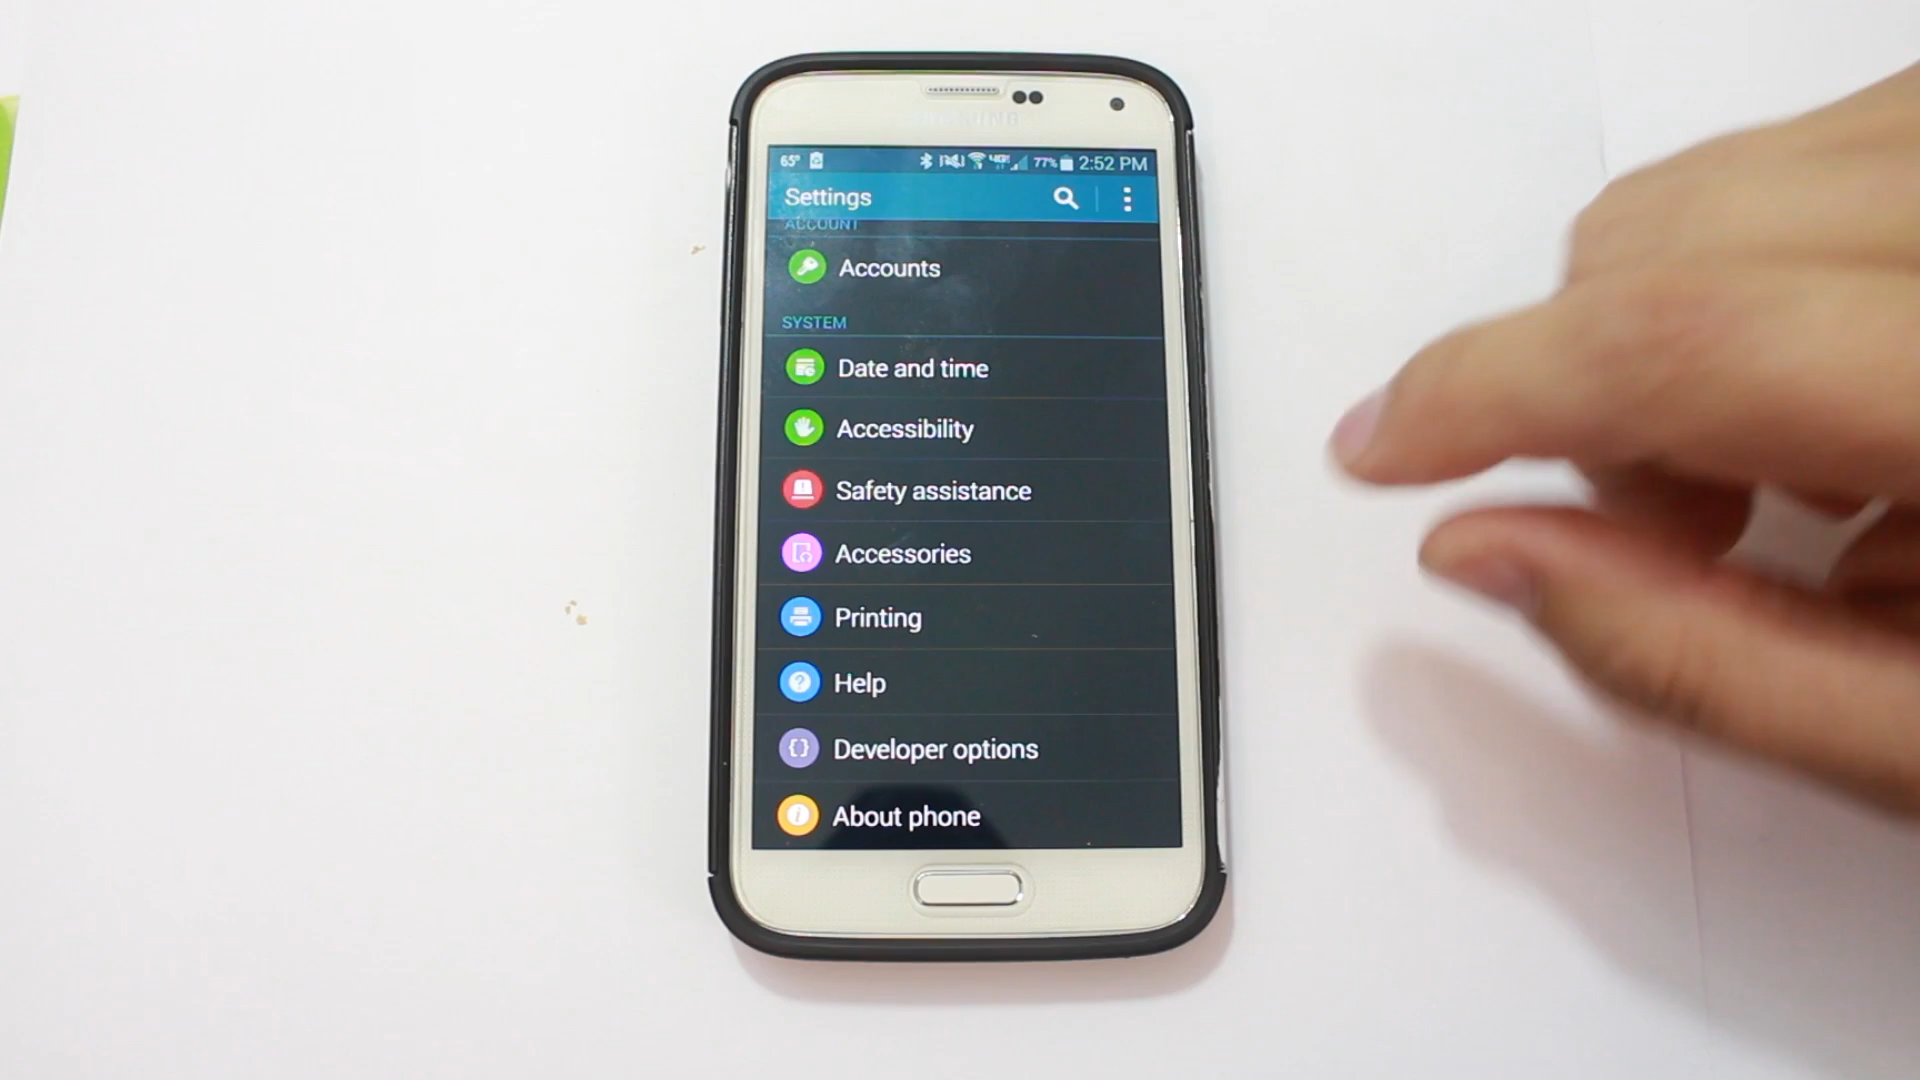 SAMSUNG
65° 77% 2:52 PM
Settings
ACCOUNT
Accounts
SYSTEM
Date and time
Accessibility
Safety assistance
Accessories
Printing
Help
Developer options
About phone